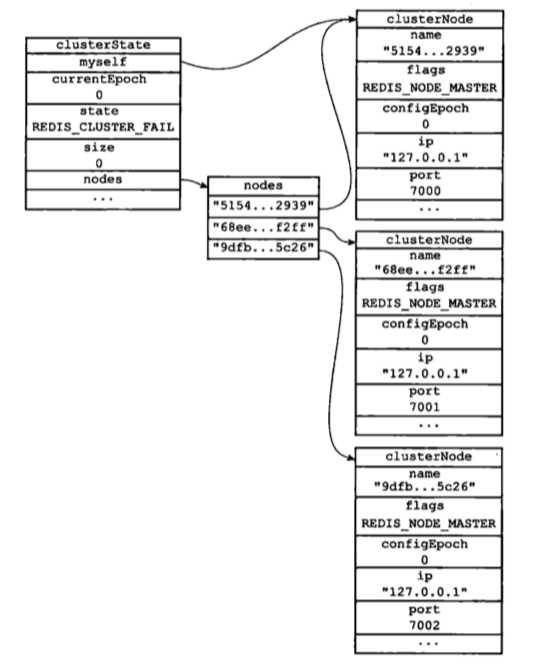 clusterState
myself
currentEpoch
0
state
REDIS_CLUSTER_FAIL
size
0
nodes
...
nodes
"5154...2939"
"68ee...f2ff"
"9dfb...5c26"
clusterNode
name
"5154...2939"
flags
REDIS_NODE_MASTER
configEpoch
0
ip
"127.0.0.1"
port
7000
...
clusterNode
name
"68ee...f2ff"
flags
REDIS_NODE_MASTER
configEpoch
0
ip
"127.0.0.1"
port
7001
...
clusterNode
name
"9dfb...5c26"
flags
REDIS_NODE_MASTER
configEpoch
0
ip
"127.0.0.1"
port
7002
...